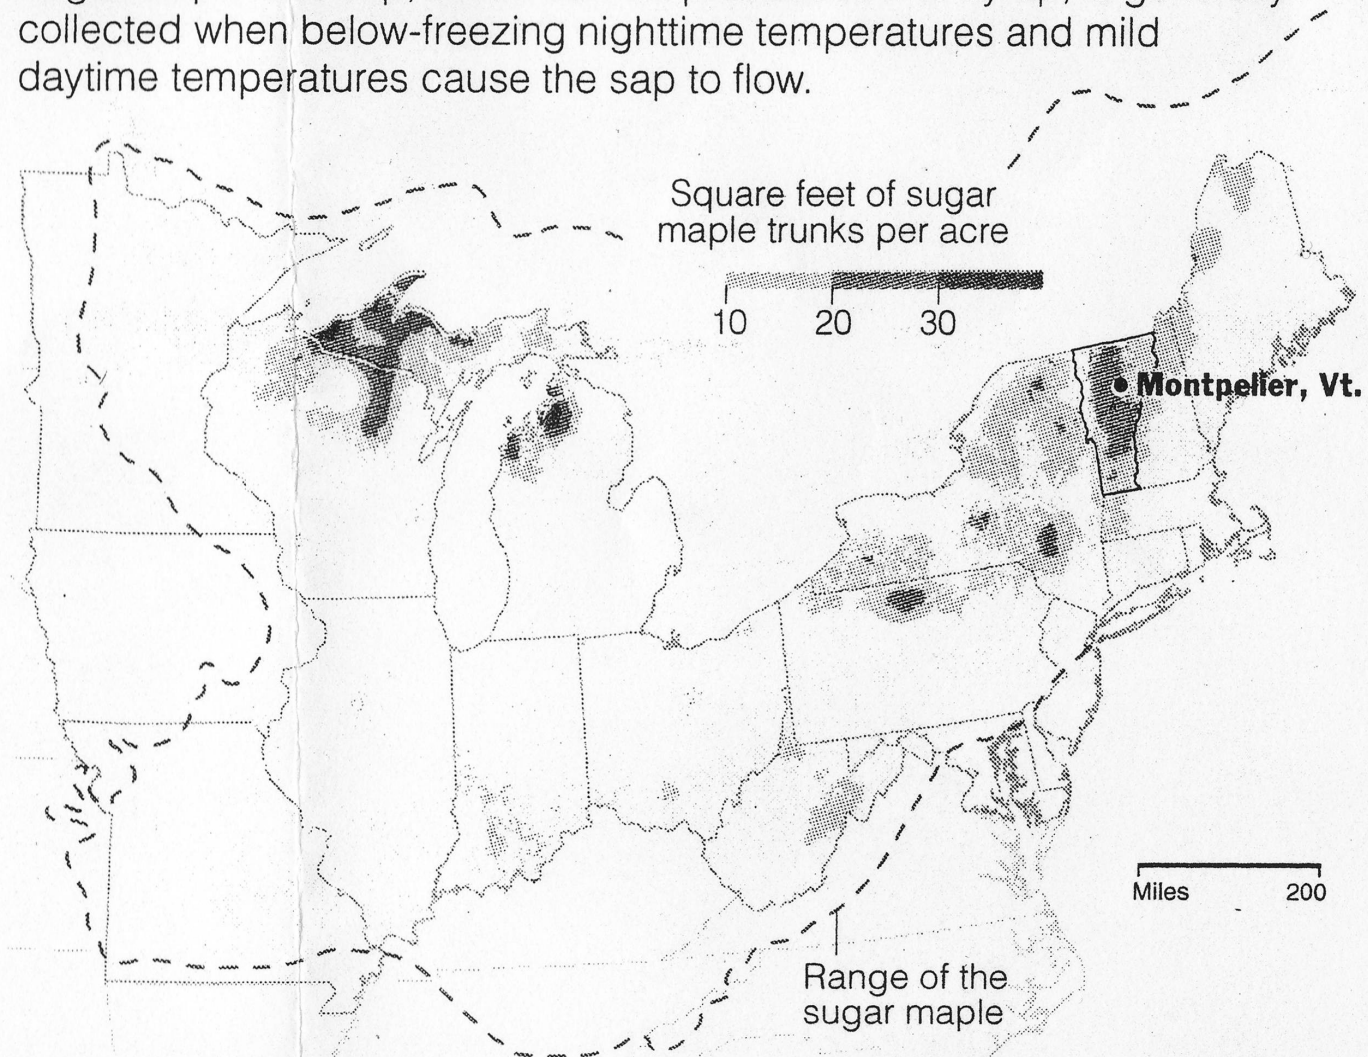 collected when below-freezing nighttime temperatures and mild
daytime temperatures cause the sap to flow.
Square feet of sugar
maple trunks per acre
10 20 30
Montpelier, Vt.
Miles 200
Range of the
sugar maple